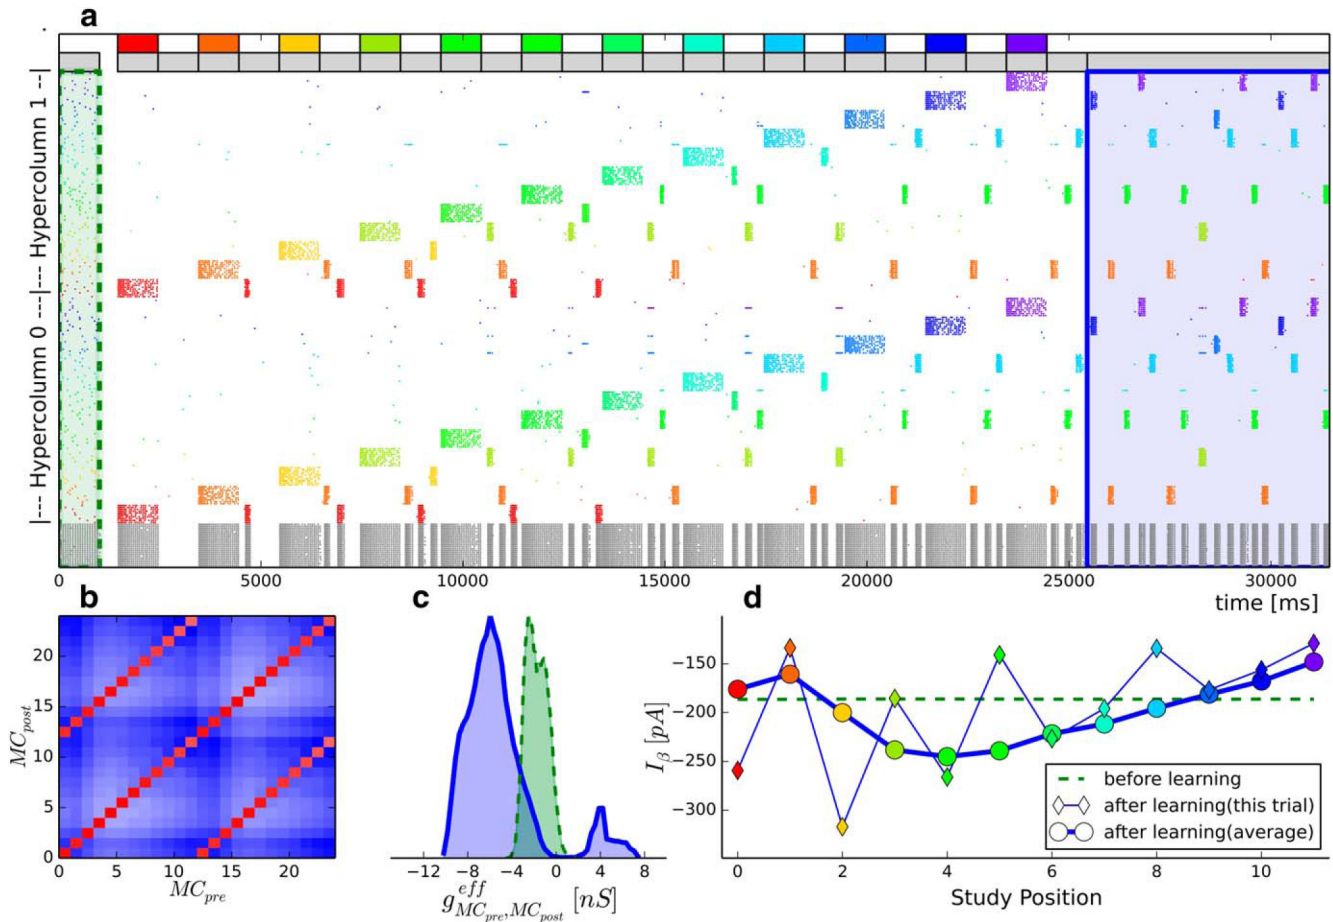 a
|--- Hypercolumn 0 ---|--- Hypercolumn 1 ---|
0 5000 10000 15000 20000 25000 30000
time [ms]
b
MC_post
20
15
10
5
0
0 5 10 15 20
MC_pre
c
−12 −8 −4 0 4 8
g^eff_MC_pre,MC_post [nS]
d
I_β [pA]
−150
−200
−250
−300
before learning
after learning(this trial)
after learning(average)
0 2 4 6 8 10
Study Position